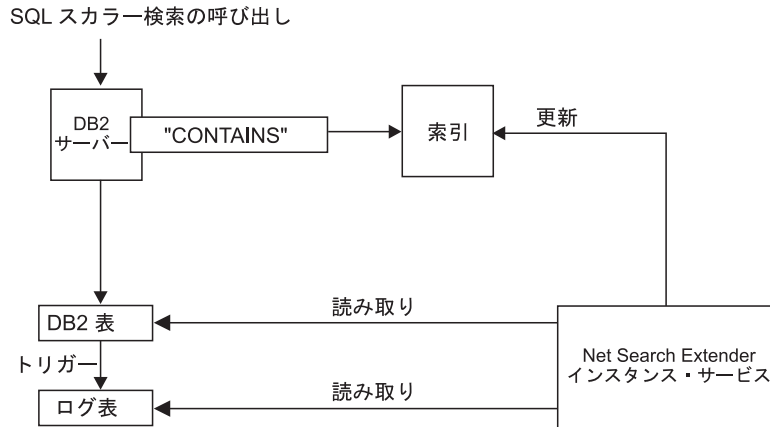 SQL スカラー検索の呼び出し
DB2
サーバー
"CONTAINS"
索引
更新
DB2 表
読み取り
トリガー
ログ表
読み取り
Net Search Extender
インスタンス・サービス